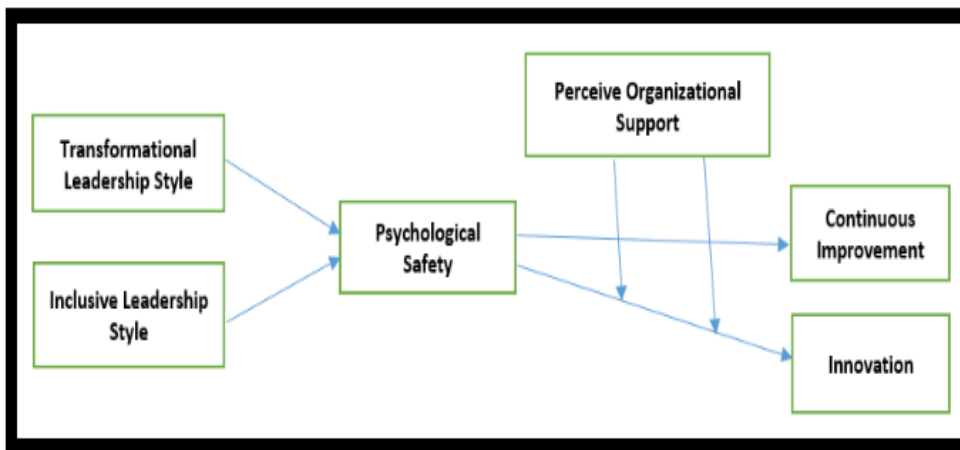 Perceive Organizational
Support
Transformational
Leadership Style
Psychological
Safety
Continuous
Improvement
Inclusive Leadership
Style
Innovation